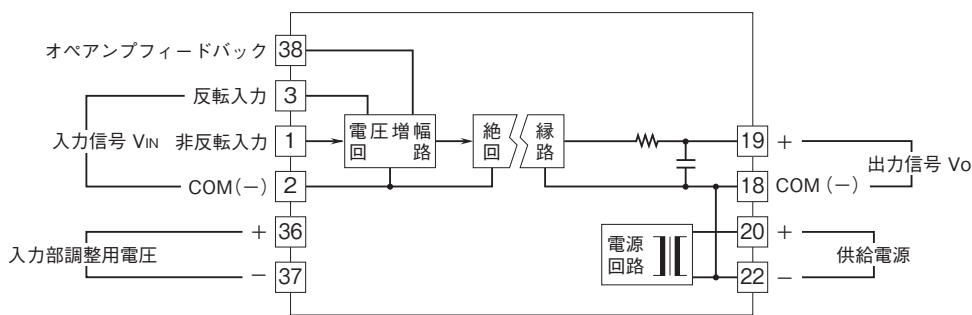 オペアンプフィードバック 38
反転入力 3
入力信号 VIN 非反転入力 1
COM(−) 2
+ 36
入力部調整用電圧
− 37
電圧増幅
回 路
絶 縁
回 路
電源
回路
19 +
出力信号 Vo
18 COM (−)
20 +
供給電源
22 −